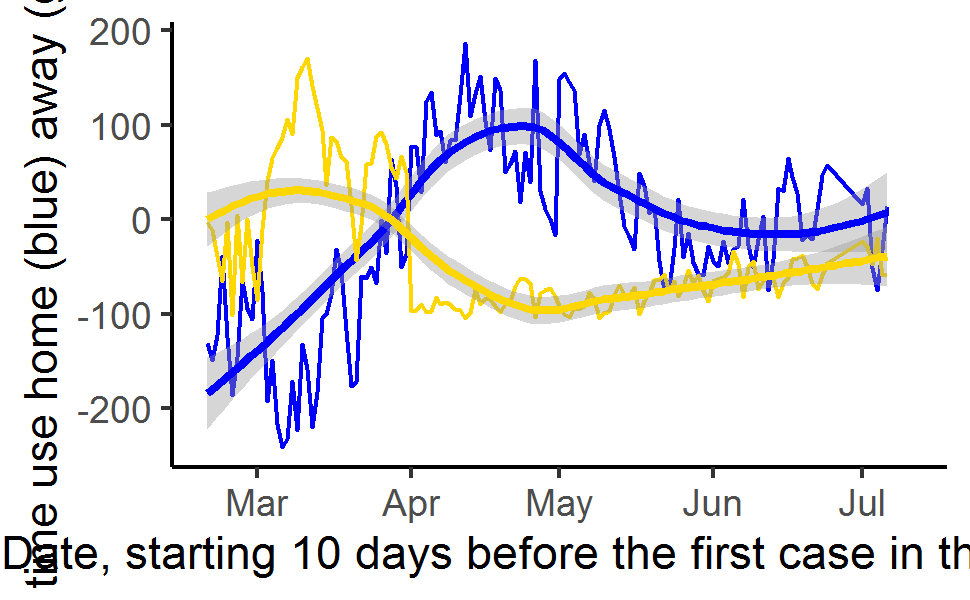 time use home (blue) away (
200
100
0
-100
-200
Mar Apr May Jun Jul
Date, starting 10 days before the first case in th